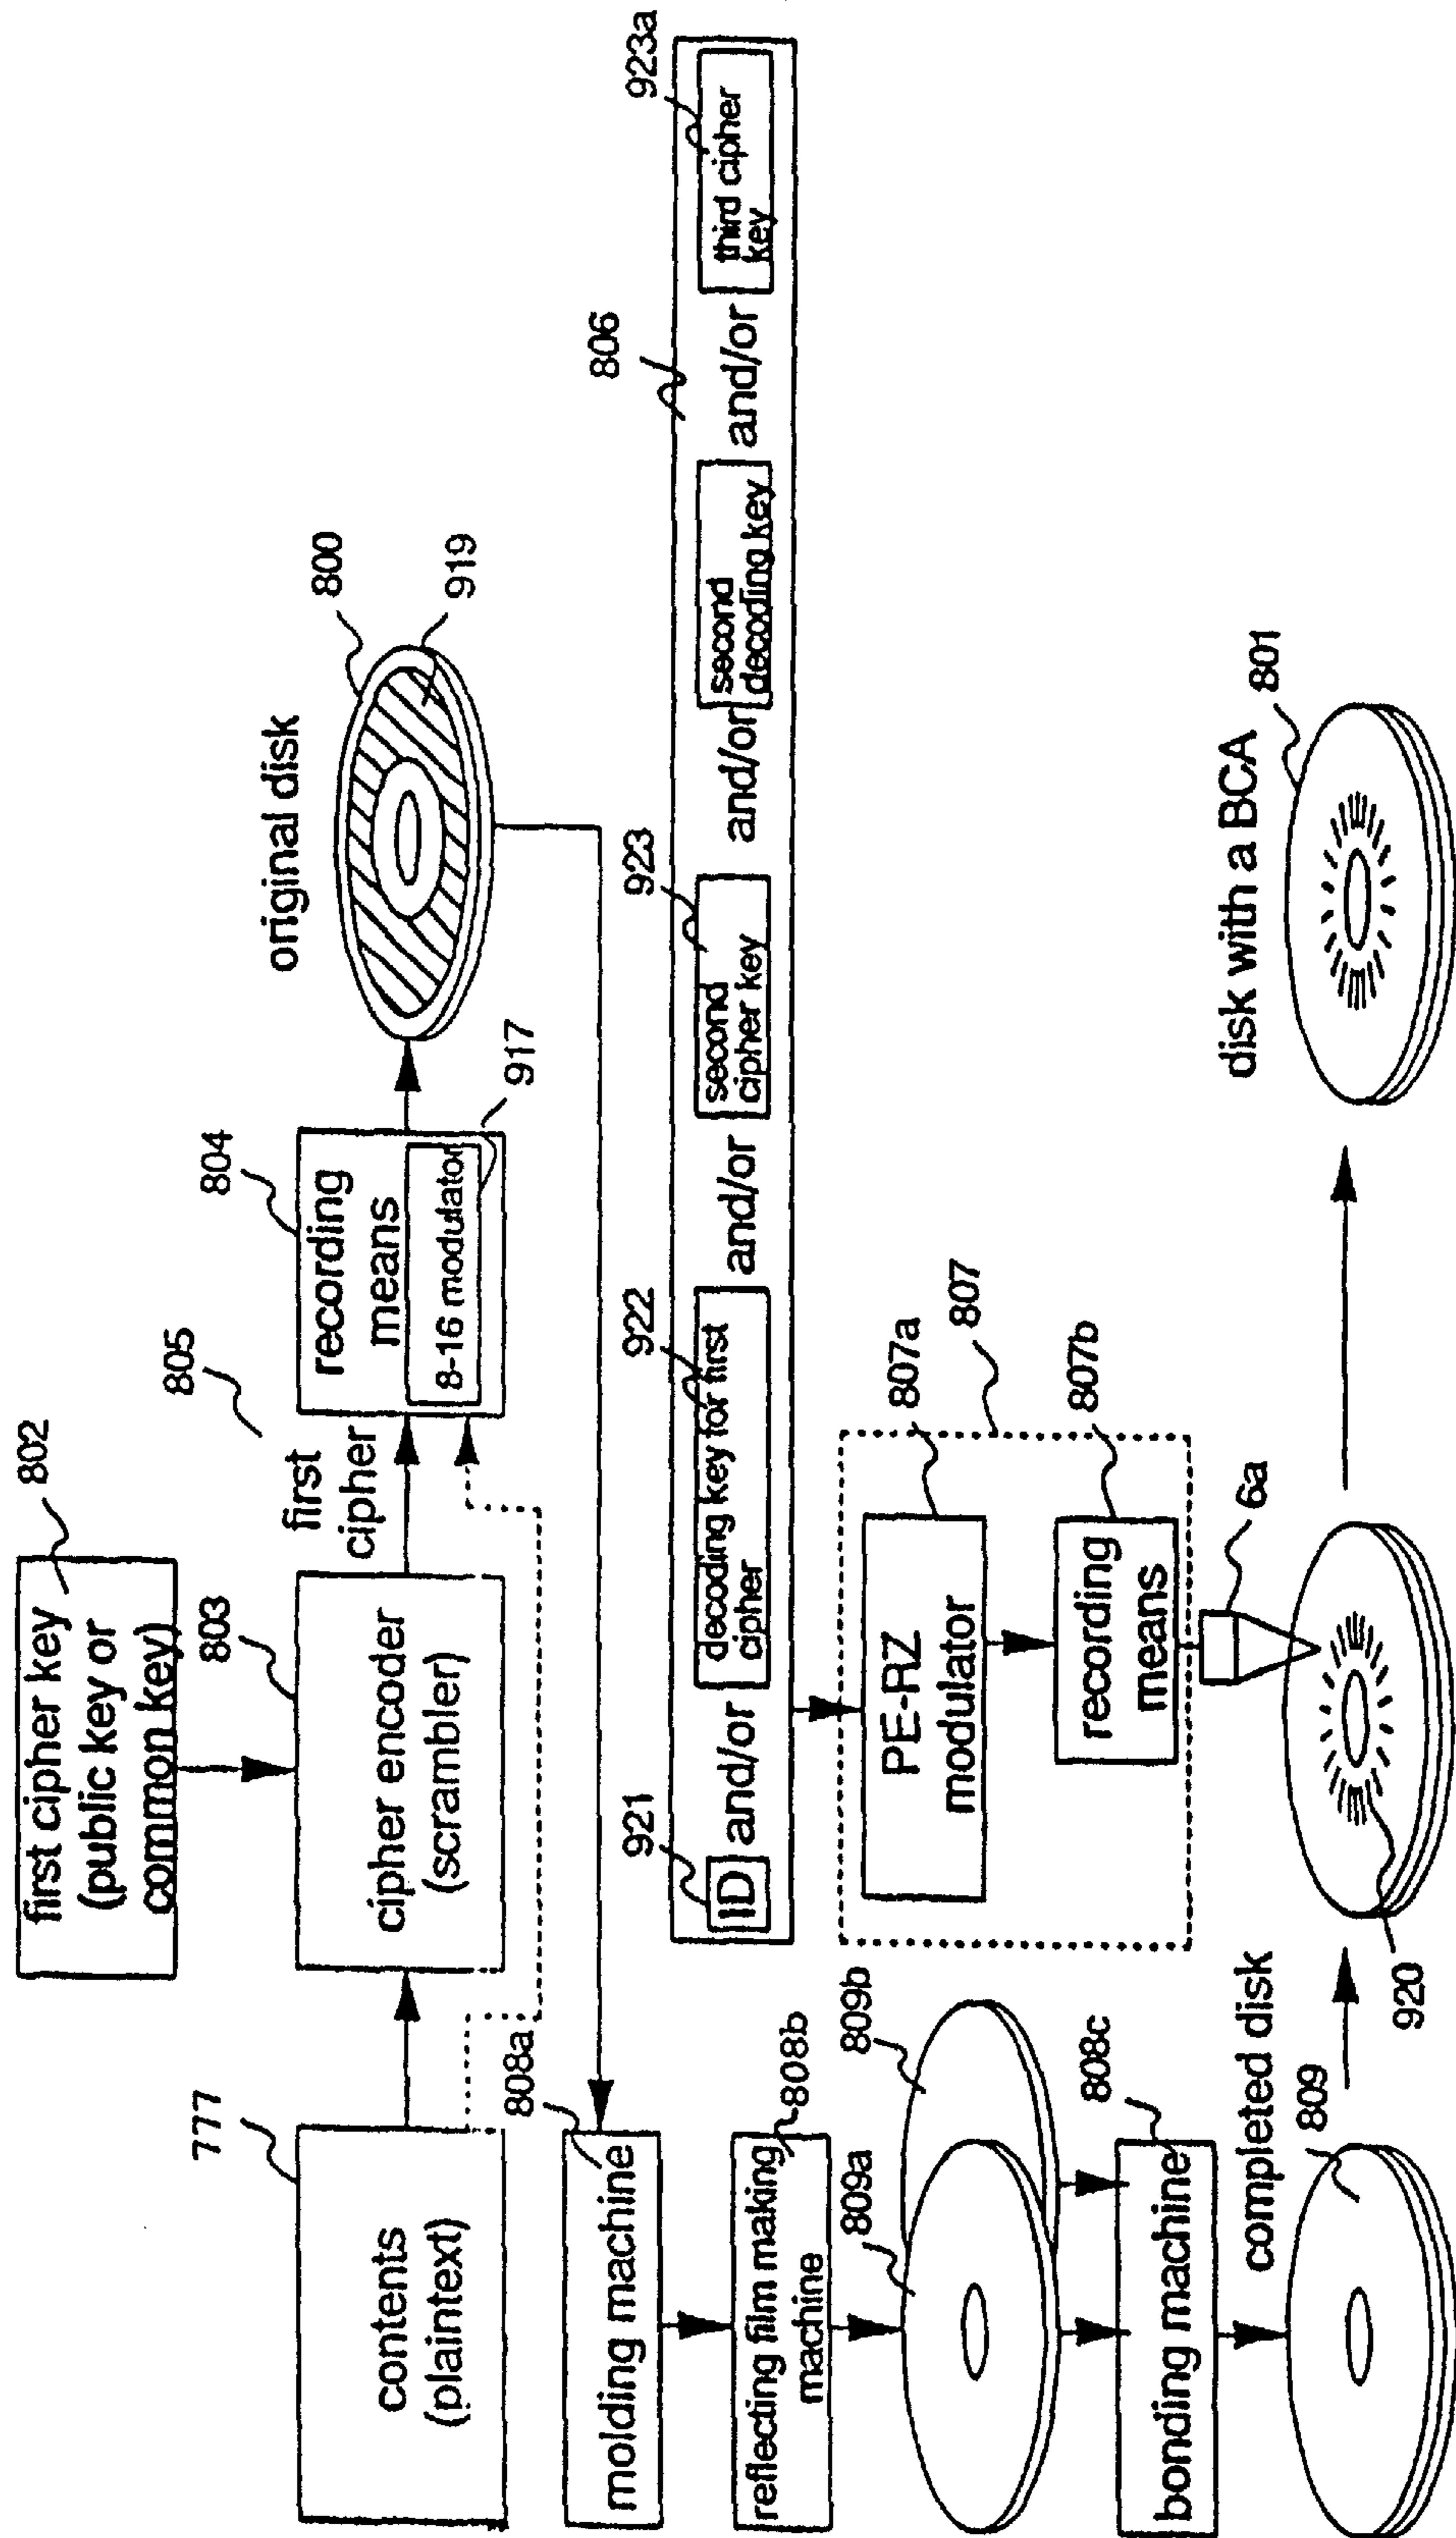 802
first cipher key
(public key or
common key)
777
contents
(plaintext)
803
cipher encoder
(scrambler)
805
first
cipher
804
recording
means
8-16 modulator
917
original disk
800
919
808a
molding machine
reflecting film making
machine
808b
809a
809b
bonding machine
808c
completed disk
809
806
921
ID
and/or
922
decoding key for first
cipher
and/or
923
second
cipher key
and/or
second
decoding key
and/or
923a
third cipher
key
807
807a
PE-RZ
modulator
807b
recording
means
6a
920
disk with a BCA
801